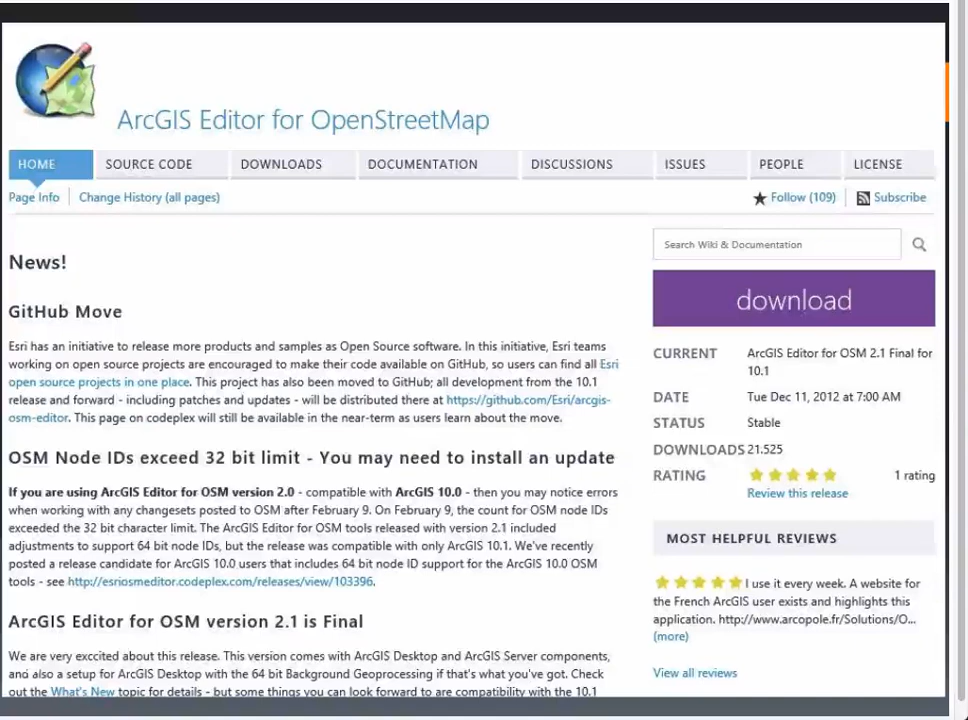 ArcGIS Editor for OpenStreetMap
HOME SOURCE CODE DOWNLOADS DOCUMENTATION DISCUSSIONS ISSUES PEOPLE LICENSE
Page Info Change History (all pages) Follow (109) Subscribe
News!
GitHub Move
Esri has an initiative to release more products and samples as Open Source software. In this initiative, Esri teams
working on open source projects are encouraged to make their code available on GitHub, so users can find all Esri
open source projects in one place. This project has also been moved to GitHub; all development from the 10.1
release and forward - including patches and updates - will be distributed there at https://github.com/Esri/arcgis-
osm-editor. This page on codeplex will still be available in the near-term as users learn about the move.
OSM Node IDs exceed 32 bit limit - You may need to install an update
If you are using ArcGIS Editor for OSM version 2.0 - compatible with ArcGIS 10.0 - then you may notice errors
when working with any changesets posted to OSM after February 9. On February 9, the count for OSM node IDs
exceeded the 32 bit character limit. The ArcGIS Editor for OSM tools released with version 2.1 included
adjustments to support 64 bit node IDs, but the release was compatible with only ArcGIS 10.1. We've recently
posted a release candidate for ArcGIS 10.0 users that includes 64 bit node ID support for the ArcGIS 10.0 OSM
tools - see http://esriosmeditor.codeplex.com/releases/view/103396.
ArcGIS Editor for OSM version 2.1 is Final
We are very exccited about this release. This version comes with ArcGIS Desktop and ArcGIS Server components,
and also a setup for ArcGIS Desktop with the 64 bit Background Geoprocessing if that's what you've got. Check
out the What's New topic for details - but some things you can look forward to are compatibility with the 10.1
Search Wiki & Documentation
download
CURRENT ArcGIS Editor for OSM 2.1 Final for
10.1
DATE Tue Dec 11, 2012 at 7:00 AM
STATUS Stable
DOWNLOADS 21.525
RATING 1 rating
Review this release
MOST HELPFUL REVIEWS
I use it every week. A website for
the French ArcGIS user exists and highlights this
application. http://www.arcopole.fr/Solutions/O...
(more)
View all reviews